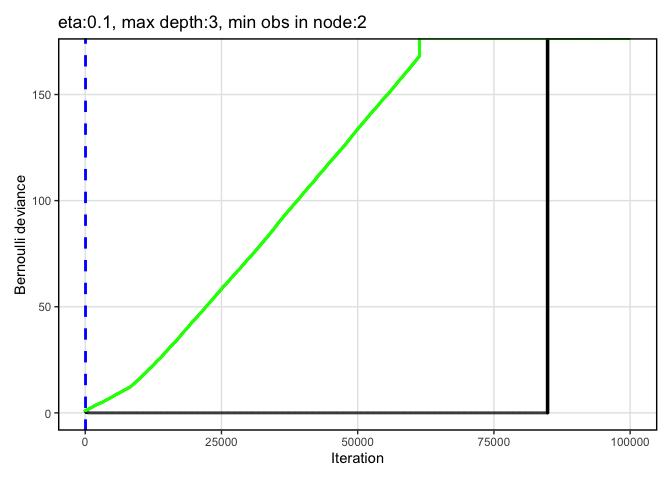 eta:0.1, max depth:3, min obs in node:2
150
100
50
0
Bernoulli deviance
0 25000 50000 75000 100000
Iteration